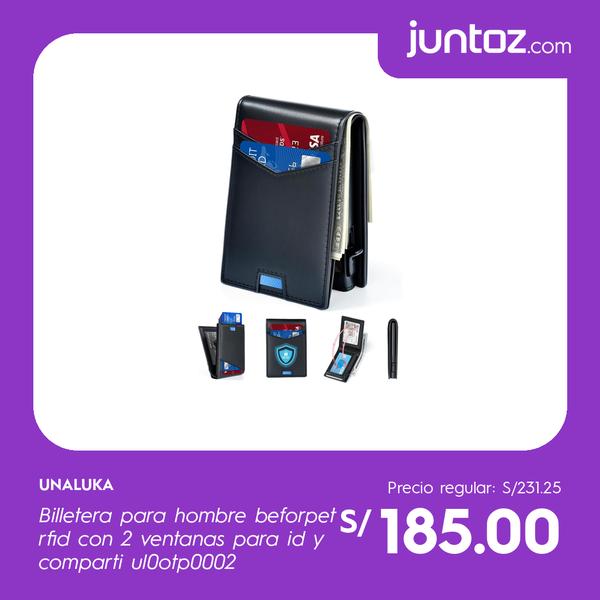 juntoz.com
VISA
UNALUKA
Precio regular: S/231.25
Billetera para hombre beforpet
rfid con 2 ventanas para id y
comparti ul0otp0002
S/ 185.00